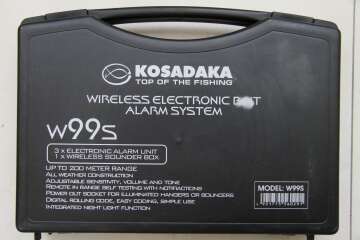 KOSADAKA
TOP OF THE FISHING
WIRELESS ELECTRONIC
ALARM SYSTEM
w99s
3 x ELECTRONIC ALARM UNIT
1 x WIRELESS SOUNDER BOX
UP TO 200 METER RANGE
ALL WEATHER CONSTRUCTION
ADJUSTABLE SENSITIVITY, VOLUME AND TONE
REMOTE IN RANGE SELF TESTING WITH NOTIFACTIONS
POWER OUT SOCKET FOR ILLUMINATED HANGERS OR BOUNCERS
DIGITAL ROLLING CODE, EASY CODING, SIMPLE USE
INTEGRATED NIGHT LIGHT FUNCTION
MODEL: W99S